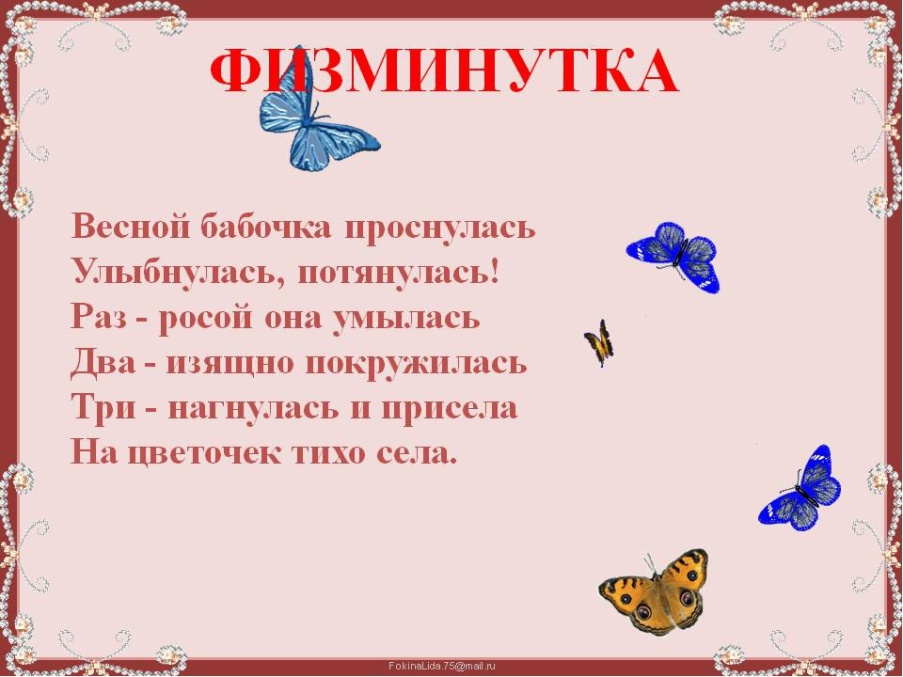 ФИЗМИНУТКА
Весной бабочка проснулась
Улыбнулась, потянулась!
Раз - росой она умылась
Два - изящно покружилась
Три - нагнулась и присела
На цветочек тихо села.
FokinaLida.75@mail.ru